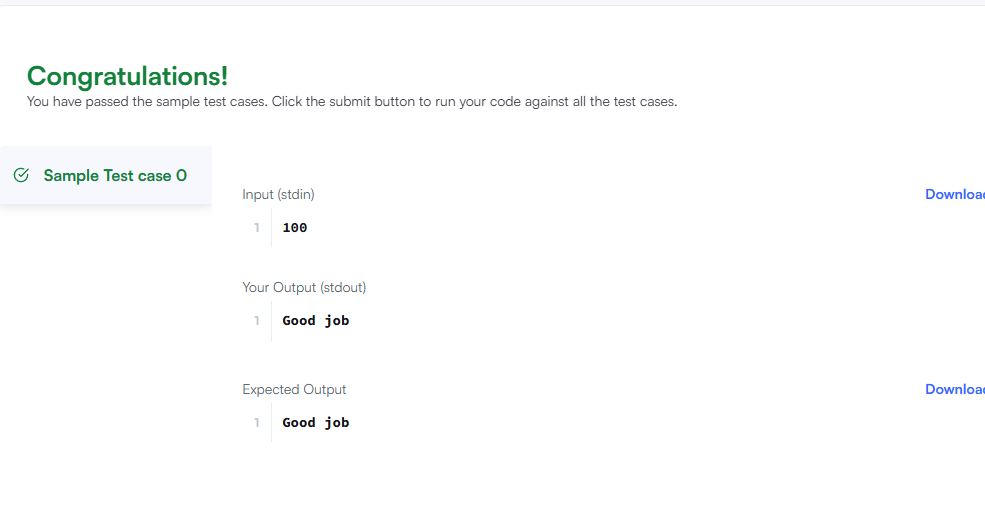 Congratulations!
You have passed the sample test cases. Click the submit button to run your code against all the test cases.
Sample Test case 0
Input (stdin)
Download
1 100
Your Output (stdout)
1 Good job
Expected Output
Download
1 Good job